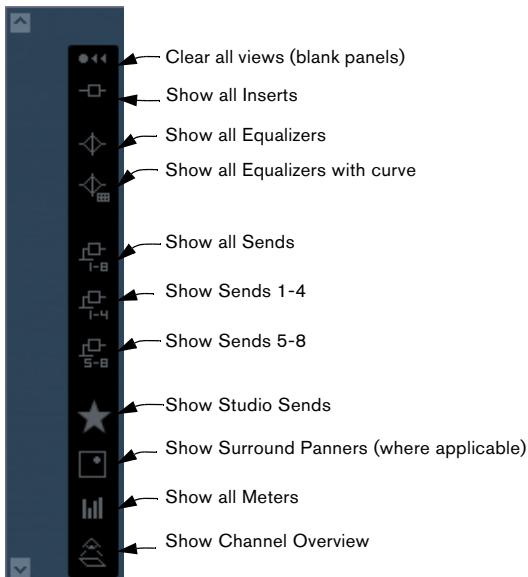 Clear all views (blank panels)
Show all Inserts
Show all Equalizers
Show all Equalizers with curve
Show all Sends
1-8
Show Sends 1-4
1-4
Show Sends 5-8
5-8
Show Studio Sends
Show Surround Panners (where applicable)
Show all Meters
Show Channel Overview